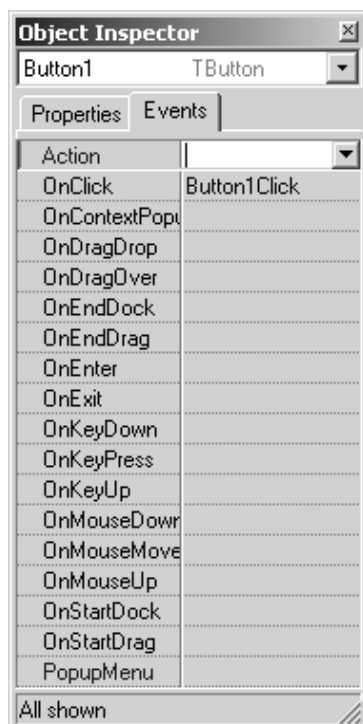 Object Inspector
Button1 TButton
Properties Events
Action
OnClick Button1Click
OnContextPopu
OnDragDrop
OnDragOver
OnEndDock
OnEndDrag
OnEnter
OnExit
OnKeyDown
OnKeyPress
OnKeyUp
OnMouseDown
OnMouseMove
OnMouseUp
OnStartDock
OnStartDrag
PopupMenu
All shown